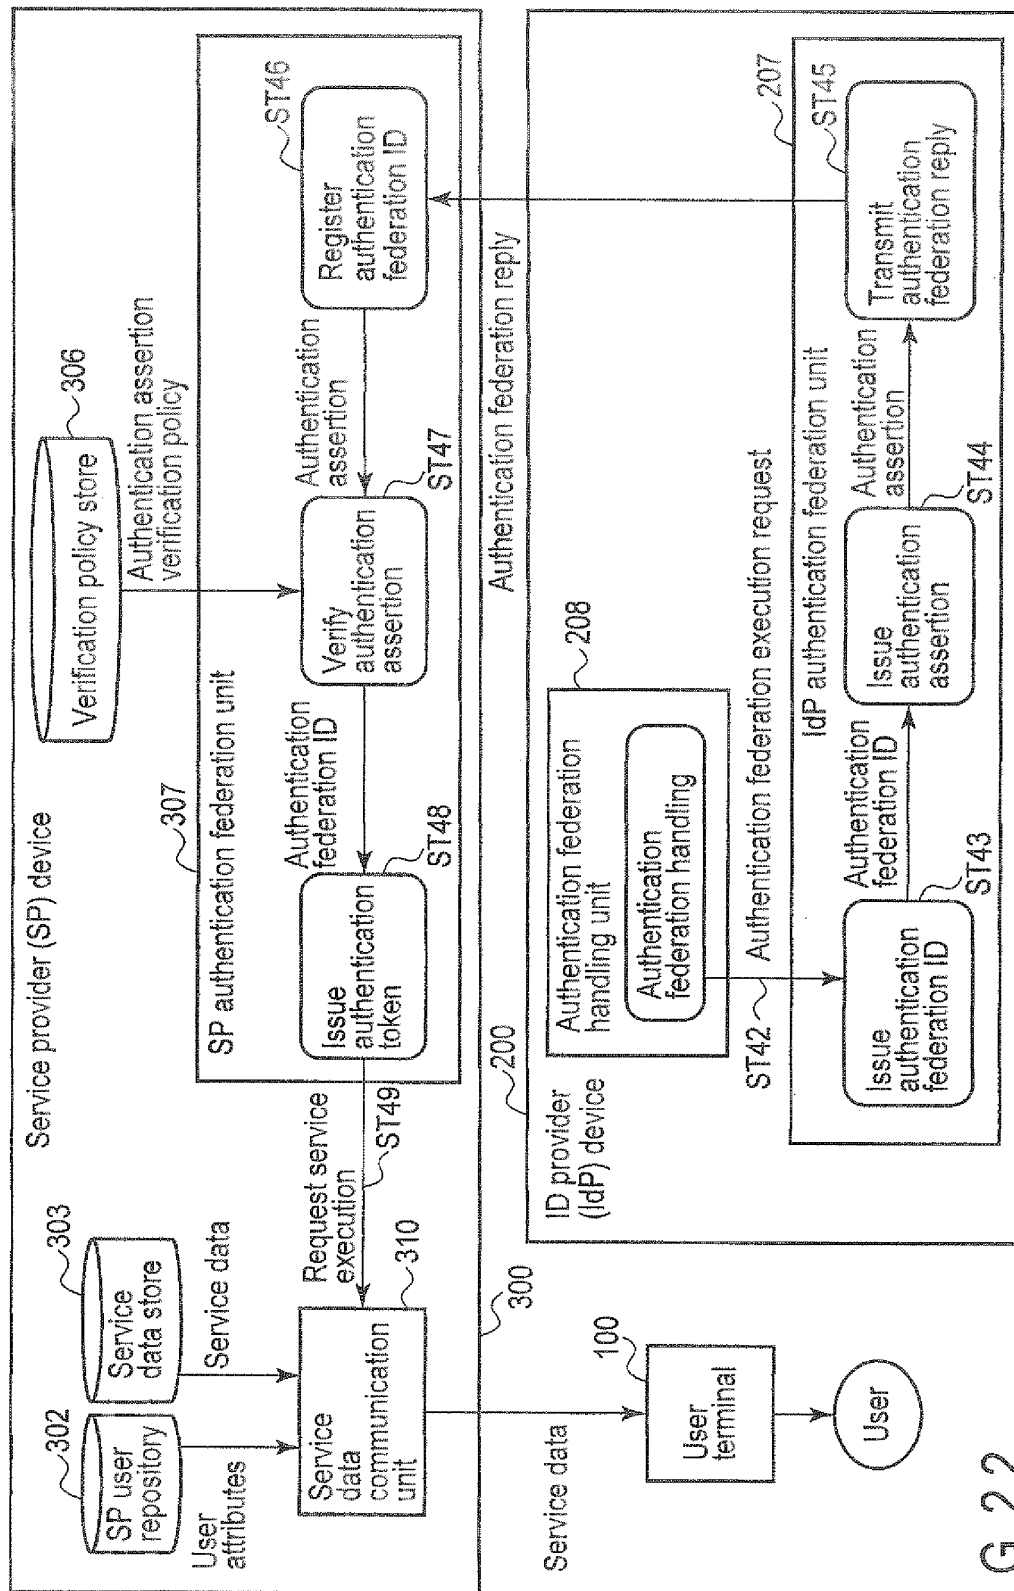 Service provider (SP) device
302
SP user
repository
303
Service
data store
306
Verification policy store
User
attributes
Service data
Authentication assertion
verification policy
307
SP authentication federation unit
Service
data
communication
unit
310
Request service
execution
ST49
Issue
authentication
token
ST48
Authentication
federation ID
Verify
authentication
assertion
ST47
Authentication
assertion
Register
authentication
federation ID
ST46
300
Service data
Authentication federation reply
100
User
terminal
User
200
ID provider
(IdP) device
208
Authentication federation
handling unit
Authentication
federation handling
ST42
Authentication federation execution request
207
IdP authentication federation unit
Issue
authentication
federation ID
ST43
Authentication
federation ID
Issue
authentication
assertion
ST44
Authentication
assertion
Transmit
authentication
federation reply
ST45
G. 22